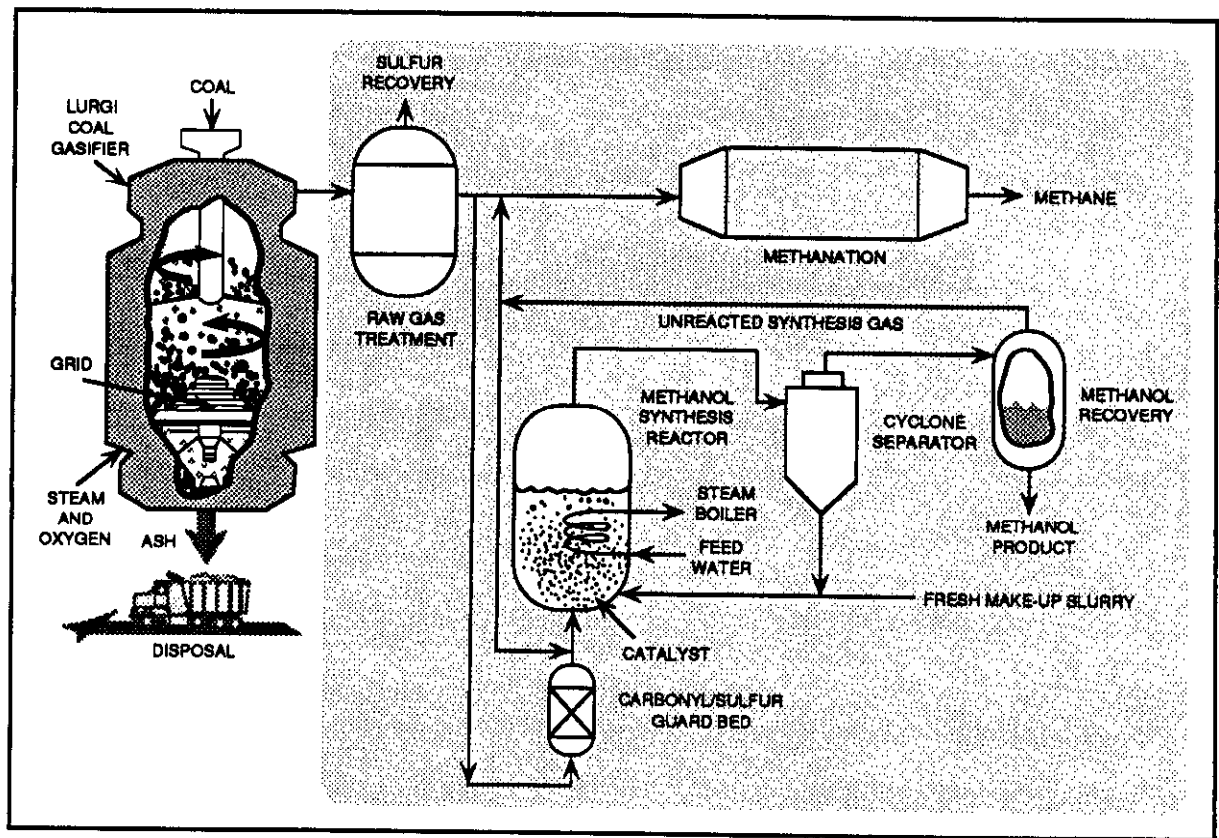 SULFUR
RECOVERY
COAL
LURGI
COAL
GASIFIER
METHANE
METHANATION
RAW GAS
TREATMENT
UNREACTED SYNTHESIS GAS
GRID
METHANOL
SYNTHESIS
REACTOR
CYCLONE
SEPARATOR
METHANOL
RECOVERY
STEAM
AND
OXYGEN
ASH
STEAM
BOILER
FEED
WATER
METHANOL
PRODUCT
FRESH MAKE-UP SLURRY
DISPOSAL
CATALYST
CARBONYL/SULFUR
GUARD BED